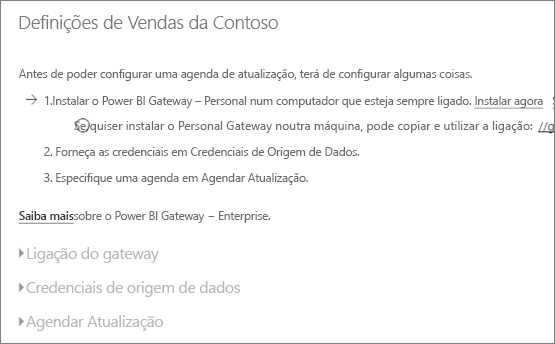 Definições de Vendas da Contoso
Antes de poder configurar uma agenda de atualização, terá de configurar algumas coisas.
1.Instalar o Power BI Gateway – Personal num computador que esteja sempre ligado. Instalar agora S
Se quiser instalar o Personal Gateway noutra máquina, pode copiar e utilizar a ligação: //g
2. Forneça as credenciais em Credenciais de Origem de Dados.
3. Especifique uma agenda em Agendar Atualização.
Saiba maissobre o Power BI Gateway – Enterprise.
Ligação do gateway
Credenciais de origem de dados
Agendar Atualização